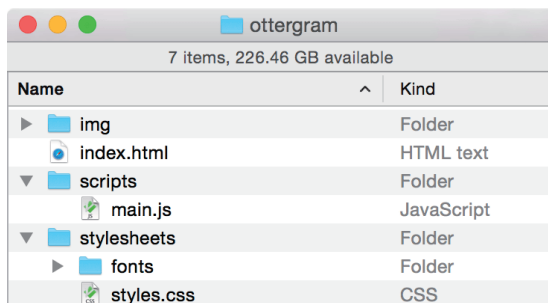 ottergram
7 items, 226.46 GB available
Name Kind
img Folder
index.html HTML text
scripts Folder
main.js JavaScript
stylesheets Folder
fonts Folder
styles.css CSS